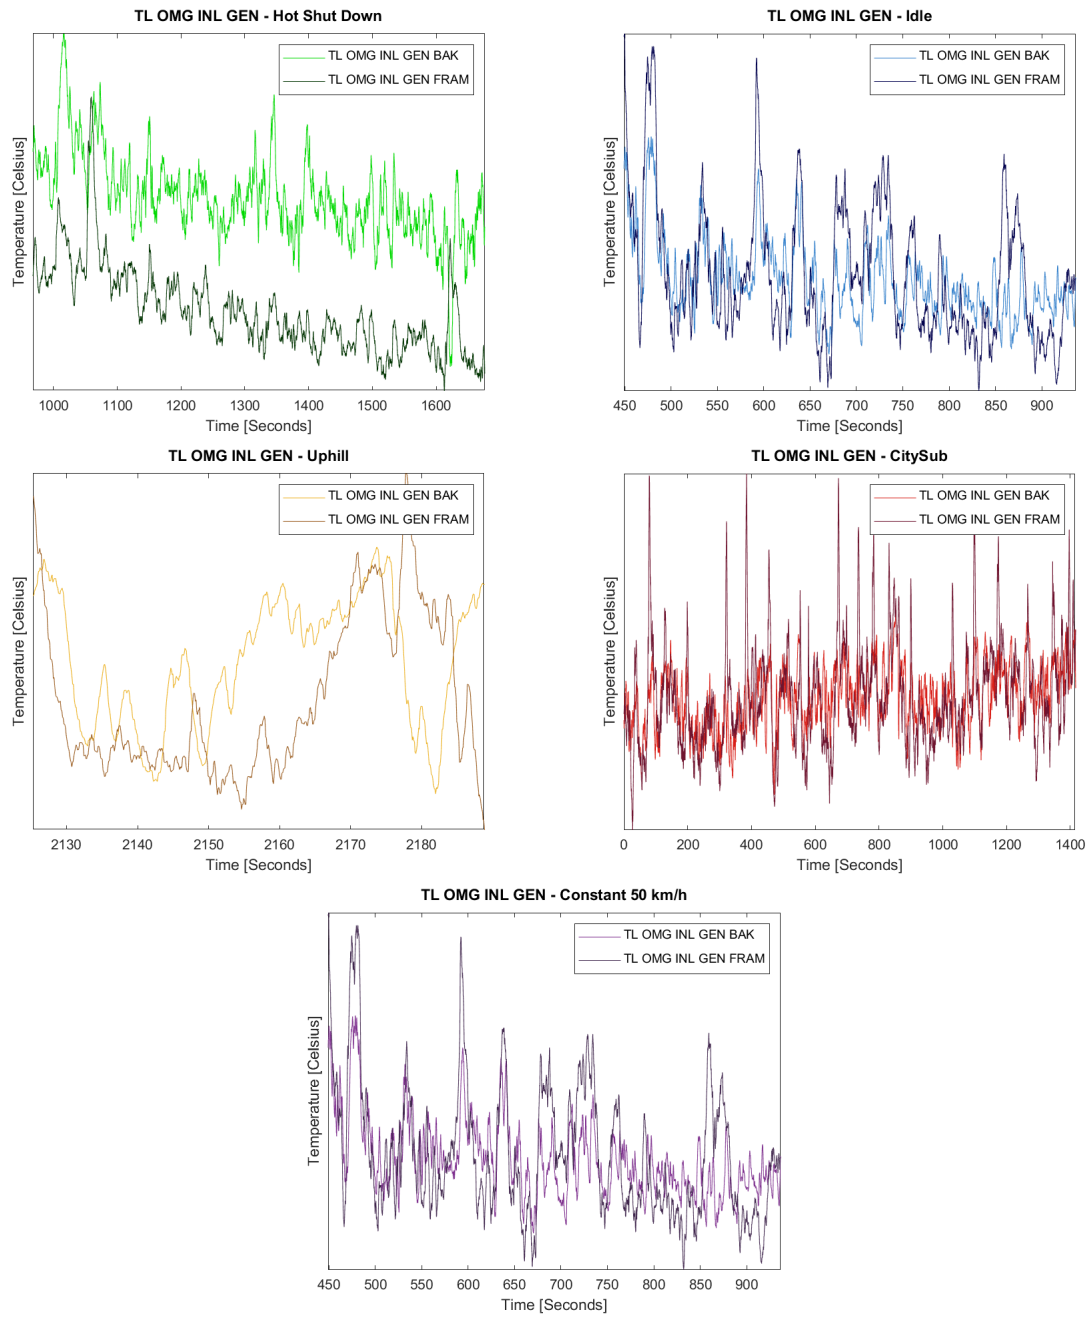 TL OMG INL GEN - Hot Shut Down
TL OMG INL GEN BAK
TL OMG INL GEN FRAM
Temperature [Celsius]
1000 1100 1200 1300 1400 1500 1600
Time [Seconds]
TL OMG INL GEN - Idle
TL OMG INL GEN BAK
TL OMG INL GEN FRAM
Temperature [Celsius]
450 500 550 600 650 700 750 800 850 900
Time [Seconds]
TL OMG INL GEN - Uphill
TL OMG INL GEN BAK
TL OMG INL GEN FRAM
Temperature [Celsius]
2130 2140 2150 2160 2170 2180
Time [Seconds]
TL OMG INL GEN - CitySub
TL OMG INL GEN BAK
TL OMG INL GEN FRAM
Temperature [Celsius]
0 200 400 600 800 1000 1200 1400
Time [Seconds]
TL OMG INL GEN - Constant 50 km/h
TL OMG INL GEN BAK
TL OMG INL GEN FRAM
Temperature [Celsius]
450 500 550 600 650 700 750 800 850 900
Time [Seconds]